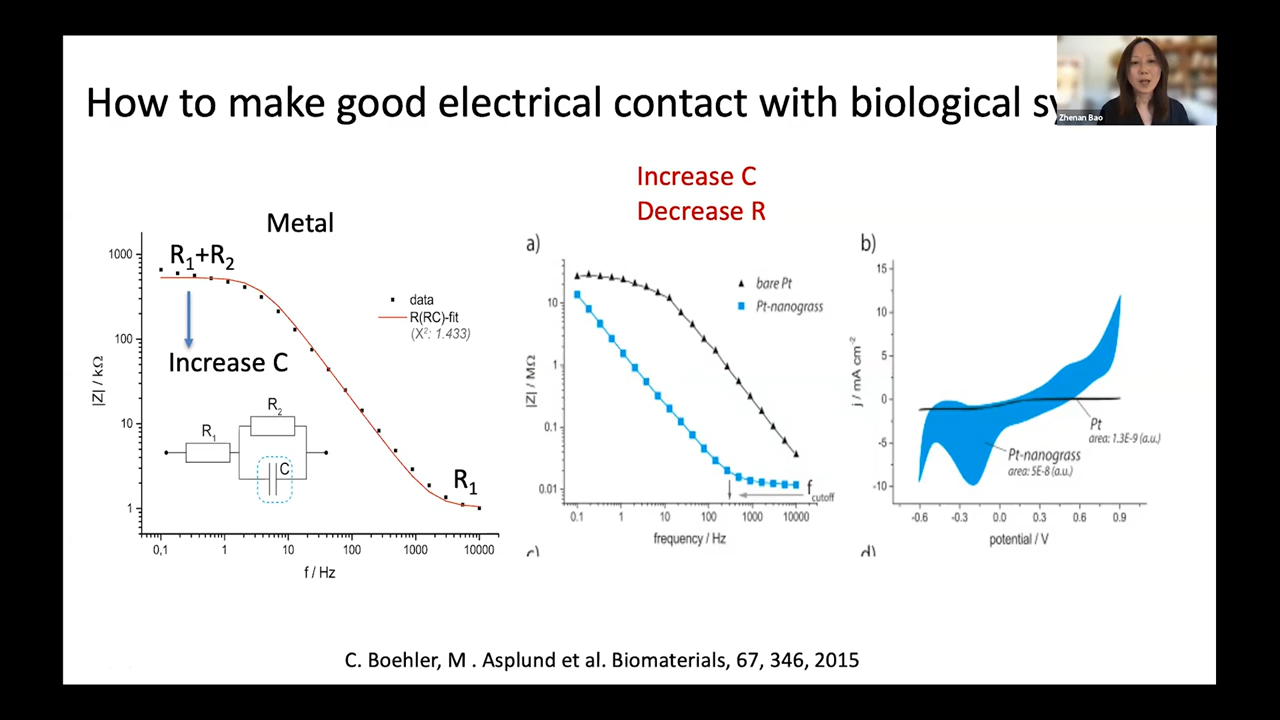 How to make good electrical contact with biological sy
Zhenan Bao
Increase C
Decrease R
Metal
R1+R2
Increase C
R1
data
R(RC)-fit
(X²: 1.433)
R1
R2
C
|Z| / kΩ
1000
100
10
1
0,1
1
10
100
1000
10000
f / Hz
a)
bare Pt
Pt-nanograss
|Z| / MΩ
10
1
0.1
0.01
fcutoff
0.1
1
10
100
1000
10000
frequency / Hz
c)
b)
j / mA cm⁻²
15
10
5
0
-5
-10
Pt
area: 1.3E-9 (a.u.)
Pt-nanograss
area: 5E-8 (a.u.)
-0.6
-0.3
0.0
0.3
0.6
0.9
potential / V
d)
C. Boehler, M . Asplund et al. Biomaterials, 67, 346, 2015